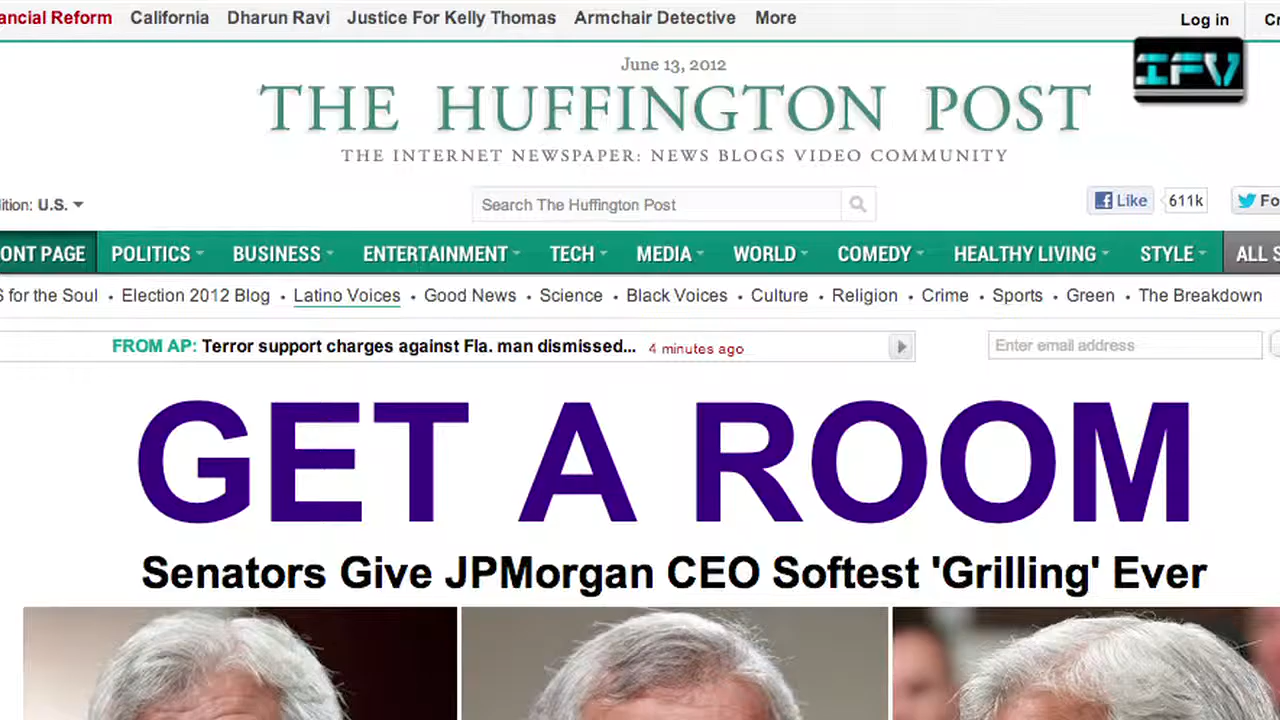 ancial Reform California Dharun Ravi Justice For Kelly Thomas Armchair Detective More Log in Cr
IFV
June 13, 2012
THE HUFFINGTON POST
THE INTERNET NEWSPAPER: NEWS BLOGS VIDEO COMMUNITY
ition: U.S. Search The Huffington Post Like 611k Fo
ONT PAGE POLITICS BUSINESS ENTERTAINMENT TECH MEDIA WORLD COMEDY HEALTHY LIVING STYLE ALL S
S for the Soul • Election 2012 Blog • Latino Voices • Good News • Science • Black Voices • Culture • Religion • Crime • Sports • Green • The Breakdown
FROM AP: Terror support charges against Fla. man dismissed... 4 minutes ago Enter email address
GET A ROOM
Senators Give JPMorgan CEO Softest 'Grilling' Ever